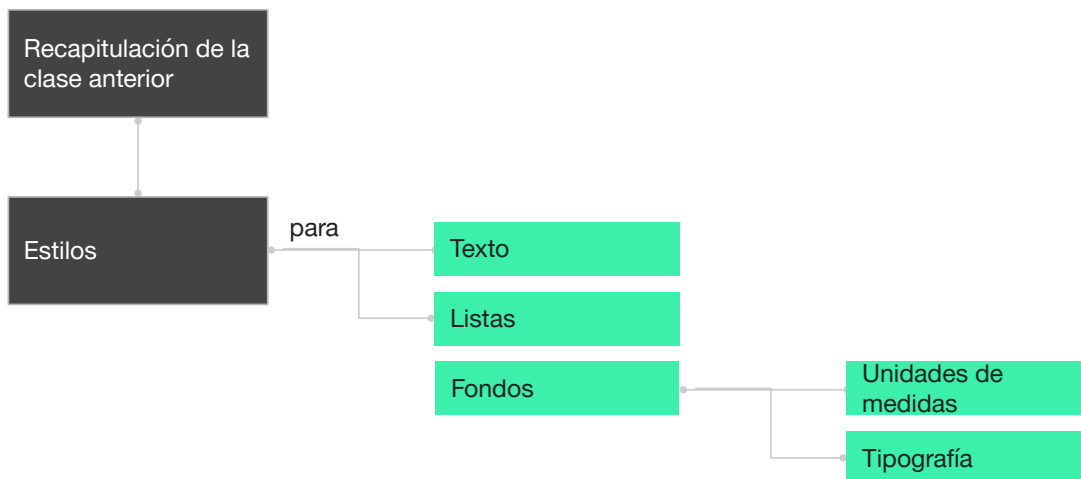 Recapitulación de la
clase anterior
Estilos
para
Texto
Listas
Fondos
Unidades de
medidas
Tipografía